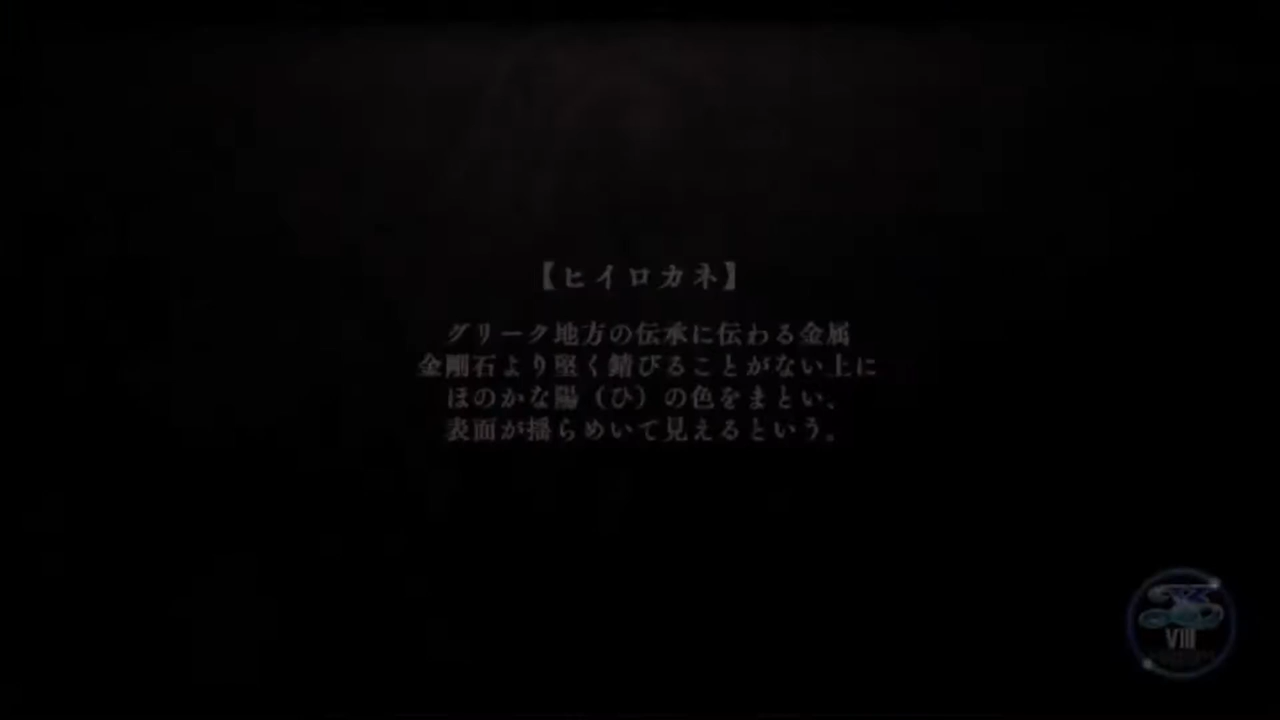 【ヒイロカネ】
グリーク地方の伝承に伝わる金属
金剛石より堅く錆びることがない上に
ほのかな陽(ひ)の色をまとい、
表面が揺らめいて見えるという。
Ys
VIII